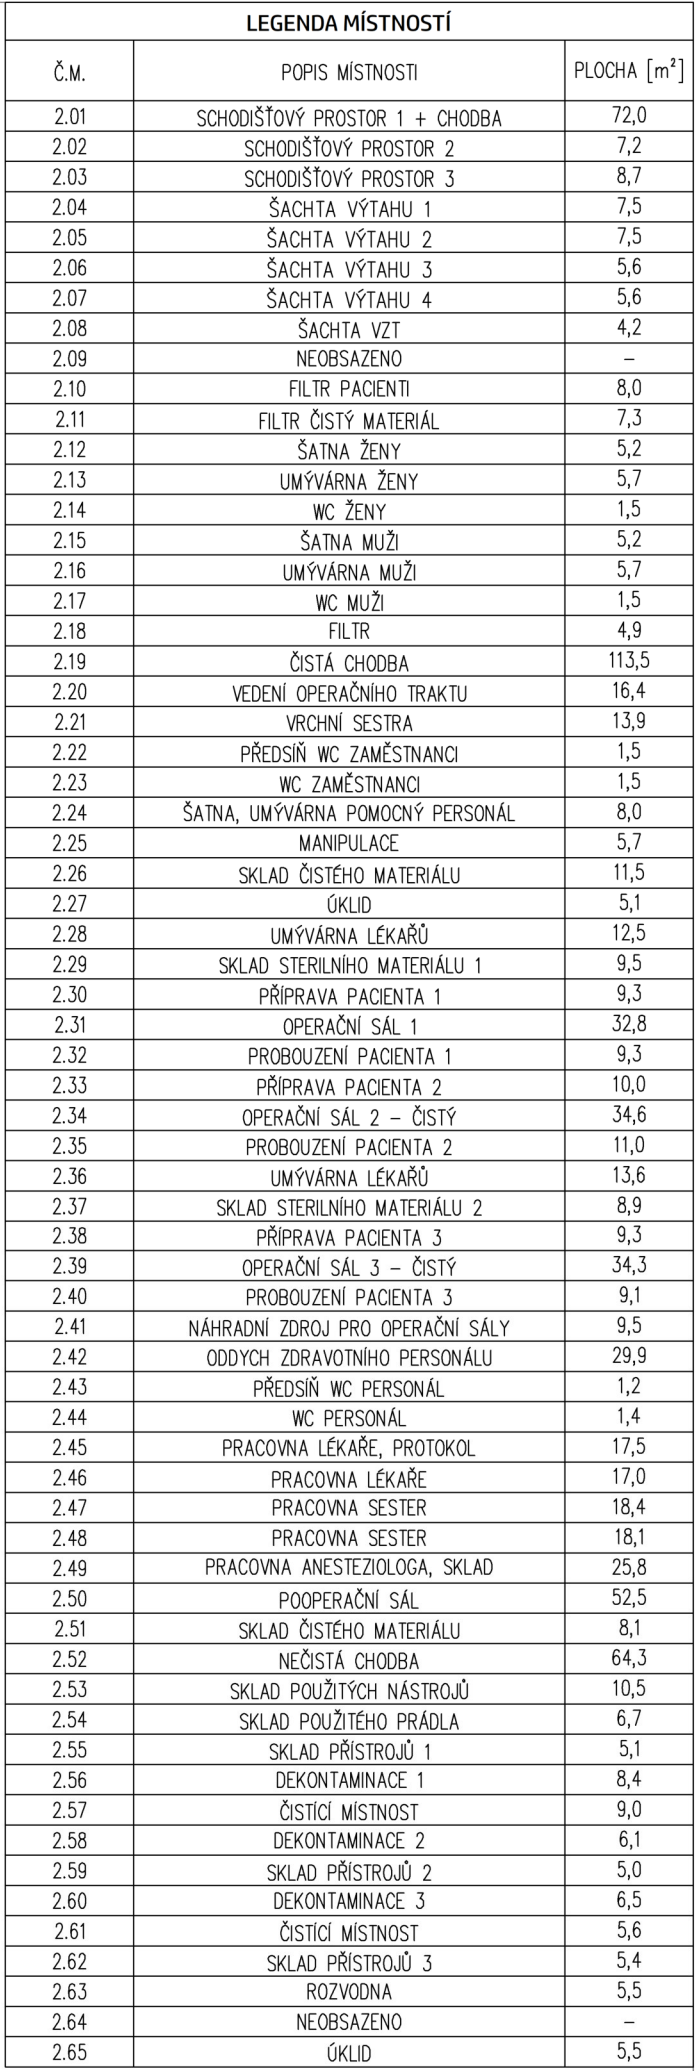 LEGENDA MÍSTNOSTÍ
Č.M. POPIS MÍSTNOSTI PLOCHA [m²]
2.01 SCHODIŠŤOVÝ PROSTOR 1 + CHODBA 72,0
2.02 SCHODIŠŤOVÝ PROSTOR 2 7,2
2.03 SCHODIŠŤOVÝ PROSTOR 3 8,7
2.04 ŠACHTA VÝTAHU 1 7,5
2.05 ŠACHTA VÝTAHU 2 7,5
2.06 ŠACHTA VÝTAHU 3 5,6
2.07 ŠACHTA VÝTAHU 4 5,6
2.08 ŠACHTA VZT 4,2
2.09 NEOBSAZENO –
2.10 FILTR PACIENTI 8,0
2.11 FILTR ČISTÝ MATERIÁL 7,3
2.12 ŠATNA ŽENY 5,2
2.13 UMÝVÁRNA ŽENY 5,7
2.14 WC ŽENY 1,5
2.15 ŠATNA MUŽI 5,2
2.16 UMÝVÁRNA MUŽI 5,7
2.17 WC MUŽI 1,5
2.18 FILTR 4,9
2.19 ČISTÁ CHODBA 113,5
2.20 VEDENÍ OPERAČNÍHO TRAKTU 16,4
2.21 VRCHNÍ SESTRA 13,9
2.22 PŘEDSÍŇ WC ZAMĚSTNANCI 1,5
2.23 WC ZAMĚSTNANCI 1,5
2.24 ŠATNA, UMÝVÁRNA POMOCNÝ PERSONÁL 8,0
2.25 MANIPULACE 5,7
2.26 SKLAD ČISTÉHO MATERIÁLU 11,5
2.27 ÚKLID 5,1
2.28 UMÝVÁRNA LÉKAŘŮ 12,5
2.29 SKLAD STERILNÍHO MATERIÁLU 1 9,5
2.30 PŘÍPRAVA PACIENTA 1 9,3
2.31 OPERAČNÍ SÁL 1 32,8
2.32 PROBOUZENÍ PACIENTA 1 9,3
2.33 PŘÍPRAVA PACIENTA 2 10,0
2.34 OPERAČNÍ SÁL 2 – ČISTÝ 34,6
2.35 PROBOUZENÍ PACIENTA 2 11,0
2.36 UMÝVÁRNA LÉKAŘŮ 13,6
2.37 SKLAD STERILNÍHO MATERIÁLU 2 8,9
2.38 PŘÍPRAVA PACIENTA 3 9,3
2.39 OPERAČNÍ SÁL 3 – ČISTÝ 34,3
2.40 PROBOUZENÍ PACIENTA 3 9,1
2.41 NÁHRADNÍ ZDROJ PRO OPERAČNÍ SÁLY 9,5
2.42 ODDYCH ZDRAVOTNÍHO PERSONÁLU 29,9
2.43 PŘEDSÍŇ WC PERSONÁL 1,2
2.44 WC PERSONÁL 1,4
2.45 PRACOVNA LÉKAŘE, PROTOKOL 17,5
2.46 PRACOVNA LÉKAŘE 17,0
2.47 PRACOVNA SESTER 18,4
2.48 PRACOVNA SESTER 18,1
2.49 PRACOVNA ANESTEZIOLOGA, SKLAD 25,8
2.50 POOPERAČNÍ SÁL 52,5
2.51 SKLAD ČISTÉHO MATERIÁLU 8,1
2.52 NEČISTÁ CHODBA 64,3
2.53 SKLAD POUŽITÝCH NÁSTROJŮ 10,5
2.54 SKLAD POUŽITÉHO PRÁDLA 6,7
2.55 SKLAD PŘÍSTROJŮ 1 5,1
2.56 DEKONTAMINACE 1 8,4
2.57 ČISTÍCÍ MÍSTNOST 9,0
2.58 DEKONTAMINACE 2 6,1
2.59 SKLAD PŘÍSTROJŮ 2 5,0
2.60 DEKONTAMINACE 3 6,5
2.61 ČISTÍCÍ MÍSTNOST 5,6
2.62 SKLAD PŘÍSTROJŮ 3 5,4
2.63 ROZVODNA 5,5
2.64 NEOBSAZENO –
2.65 ÚKLID 5,5